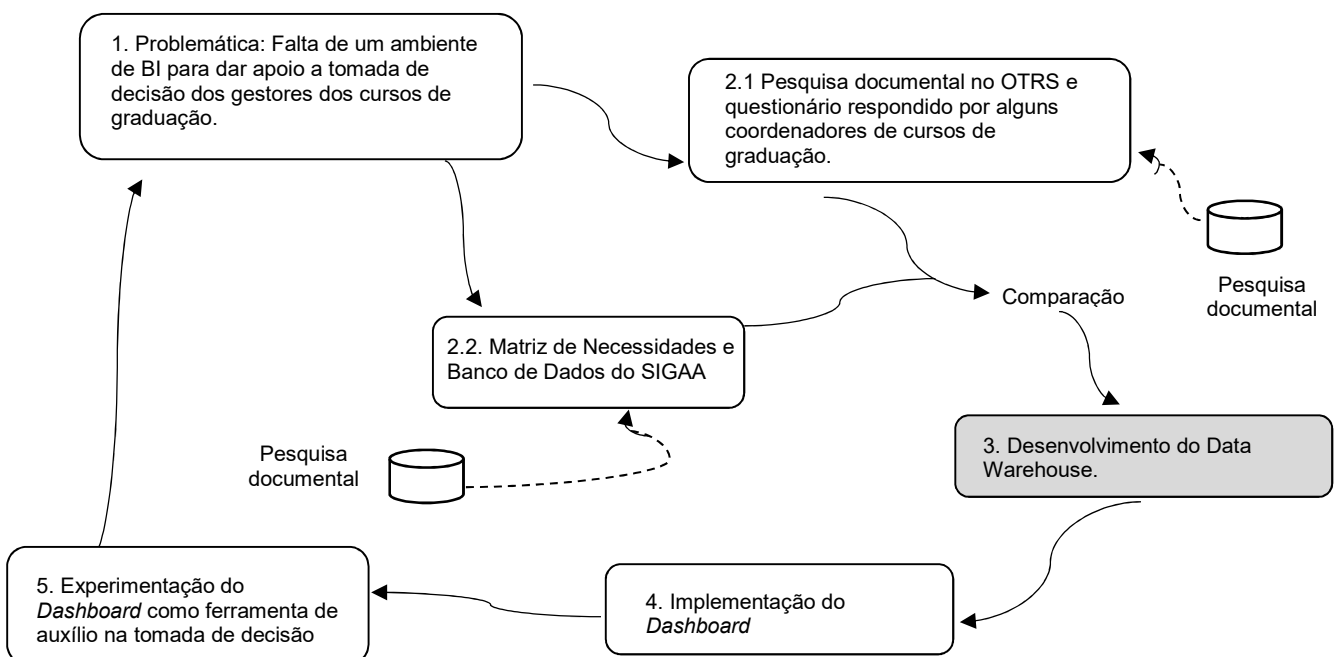 1. Problemática: Falta de um ambiente
de BI para dar apoio a tomada de
decisão dos gestores dos cursos de
graduação.
2.1 Pesquisa documental no OTRS e
questionário respondido por alguns
coordenadores de cursos de
graduação.
Pesquisa
documental
Comparação
2.2. Matriz de Necessidades e
Banco de Dados do SIGAA
Pesquisa
documental
3. Desenvolvimento do Data
Warehouse.
4. Implementação do
Dashboard
5. Experimentação do
Dashboard como ferramenta de
auxílio na tomada de decisão